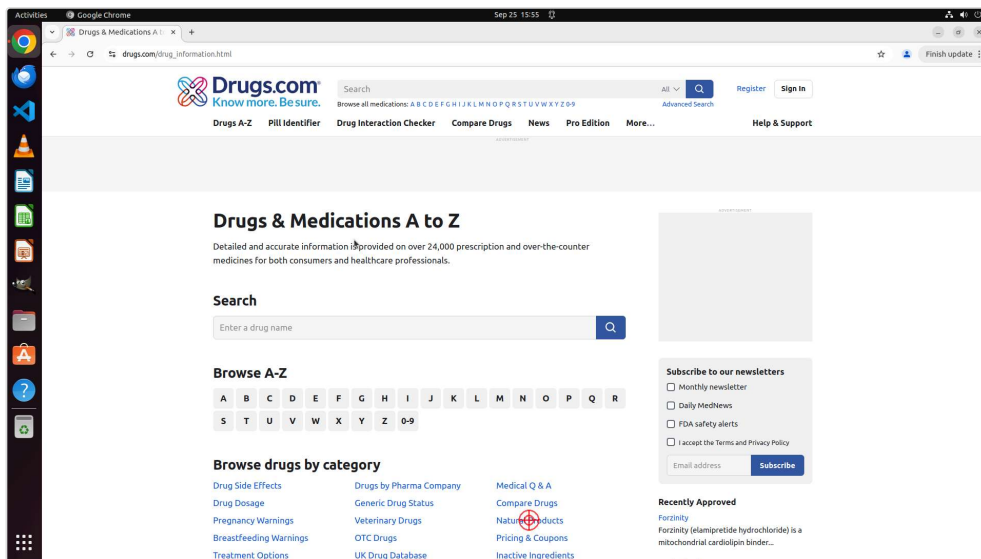 Activities Google Chrome Sep 25 15:55
Drugs & Medications A to
drugs.com/drug_information.html Finish update
Drugs.com
Know more. Be sure.
Search All
Register Sign In
Browse all medications: A B C D E F G H I J K L M N O P Q R S T U V W X Y Z 0-9 Advanced Search
Drugs A-Z Pill Identifier Drug Interaction Checker Compare Drugs News Pro Edition More... Help & Support
ADVERTISEMENT
ADVERTISEMENT
Drugs & Medications A to Z
Detailed and accurate information is provided on over 24,000 prescription and over-the-counter
medicines for both consumers and healthcare professionals.
Search
Enter a drug name
Browse A-Z
A B C D E F G H I J K L M N O P Q R
S T U V W X Y Z 0-9
Browse drugs by category
Drug Side Effects Drugs by Pharma Company Medical Q & A
Drug Dosage Generic Drug Status Compare Drugs
Pregnancy Warnings Veterinary Drugs Natural Products
Breastfeeding Warnings OTC Drugs Pricing & Coupons
Treatment Options UK Drug Database Inactive Ingredients
Subscribe to our newsletters
Monthly newsletter
Daily MedNews
FDA safety alerts
I accept the Terms and Privacy Policy
Email address Subscribe
Recently Approved
Forzinity
Forzinity (elamipretide hydrochloride) is a
mitochondrial cardiolipin binder...